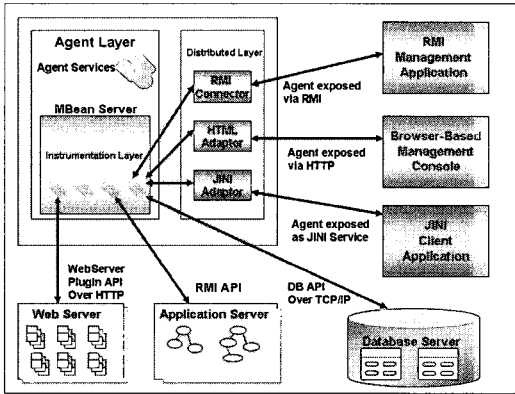 Agent Layer
Agent Services
MBean Server
Instrumentation Layer
Distributed Layer
RMI
Connector
HTML
Adaptor
JINI
Adaptor
Agent exposed
via RMI
Agent exposed
via HTTP
Agent exposed
as JINI Service
RMI
Management
Application
Browser-Based
Management
Console
JINI
Client
Application
WebServer
Plugin API
Over HTTP
RMI API
DB API
Over TCP/IP
Web Server
Application Server
Database Server